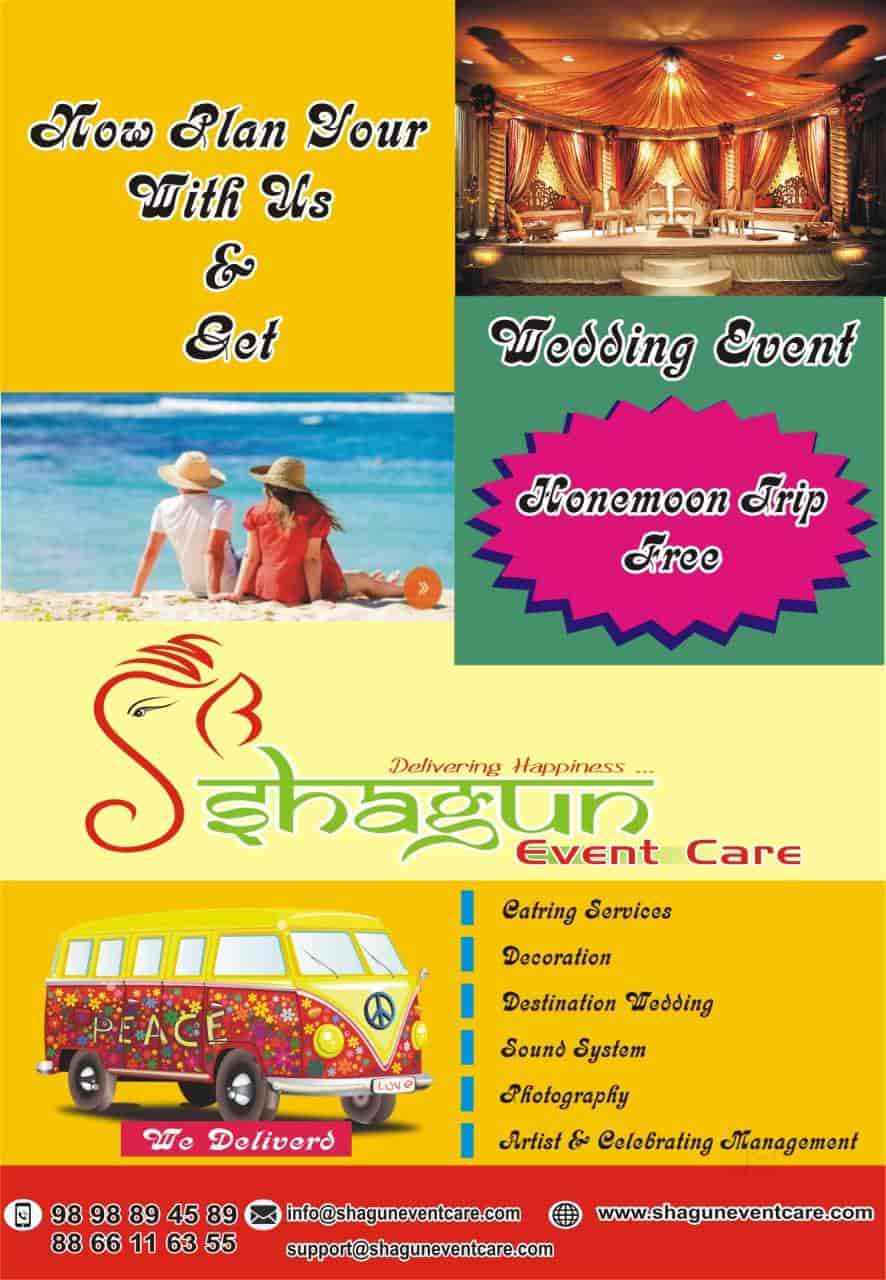 Now Plan Your
With Us
&
Get
Wedding Event
Honemoon Trip
Free
Delivering Happiness ...
Shagun
Event Care
PEACE
Love
We Deliverd
Catring Services
Decoration
Destination Wedding
Sound System
Photography
Artist & Celebrating Management
98 98 89 45 89
88 66 11 63 55
info@shaguneventcare.com
support@shaguneventcare.com
www.shaguneventcare.com